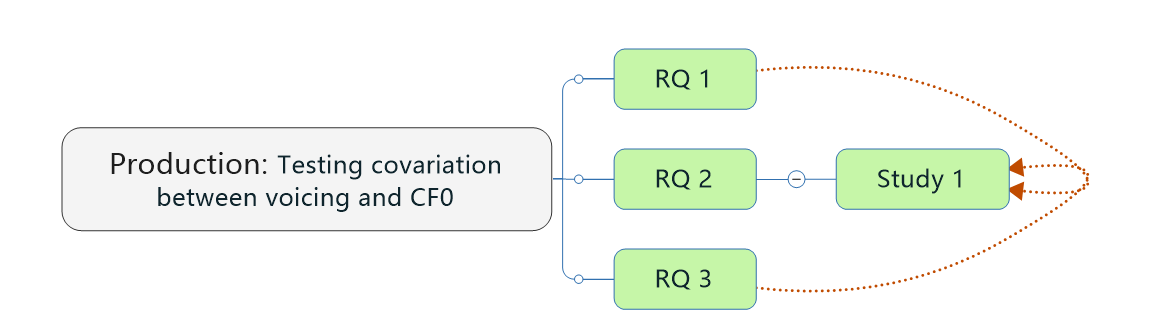 Production: Testing covariation
between voicing and CF0
RQ 1
RQ 2
Study 1
RQ 3